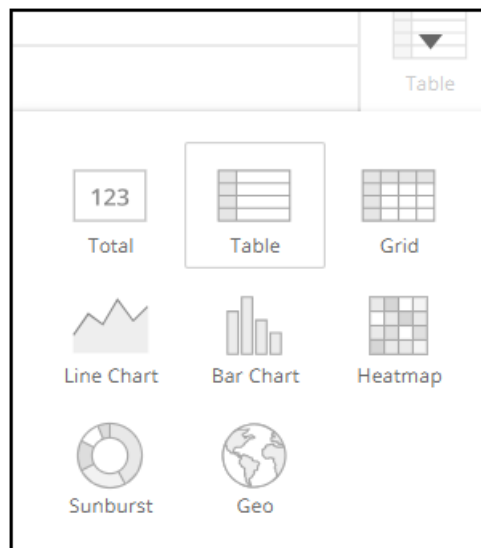 Table
123
Total
Table
Grid
Line Chart
Bar Chart
Heatmap
Sunburst
Geo